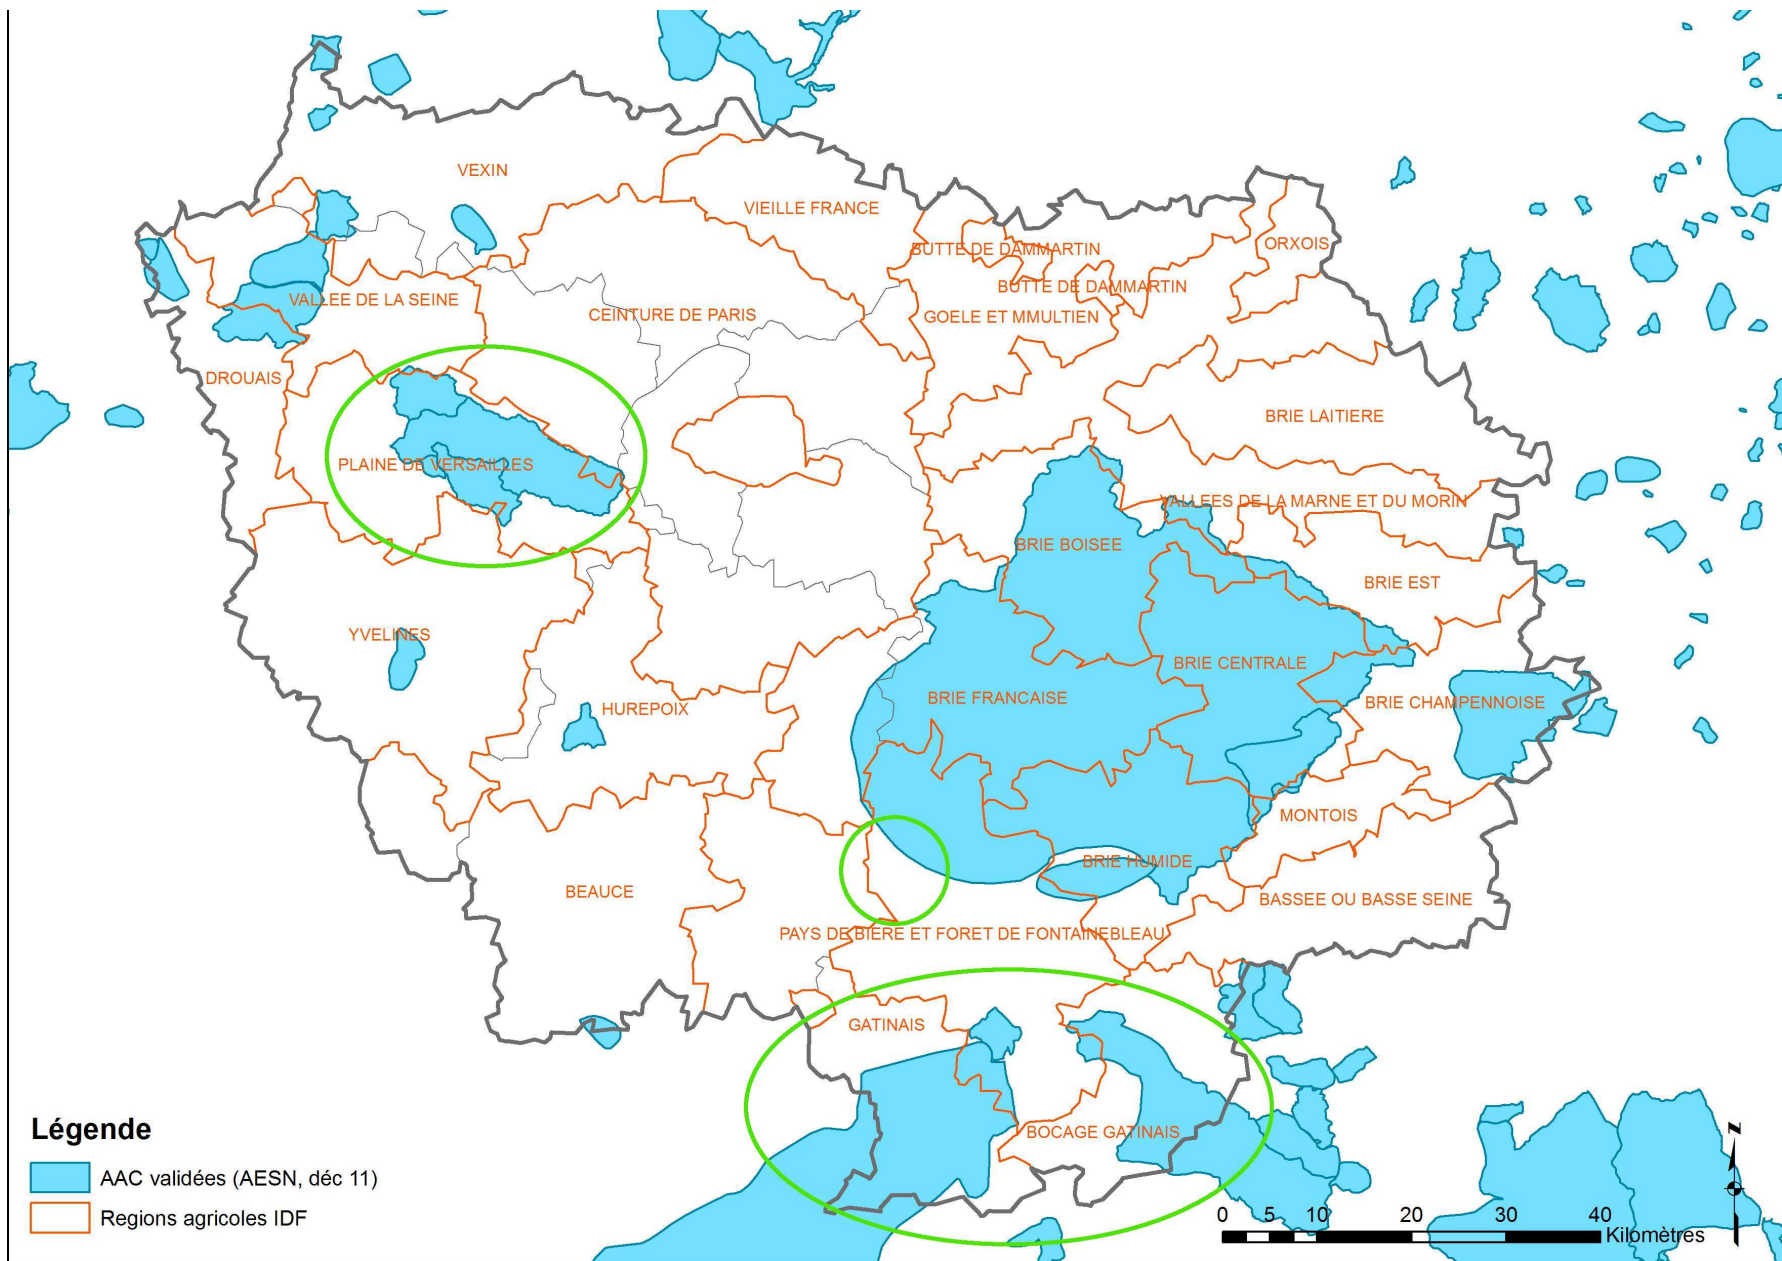 VEXIN
VIEILLE FRANCE
BUTTE DE DAMMARTIN
ORXOIS
BUTTE DE DAMMARTIN
VALLEE DE LA SEINE
CEINTURE DE PARIS
GOELE ET MMULTIEN
DROUAIS
BRIE LAITIERE
PLAINE DE VERSAILLES
VALLEES DE LA MARNE ET DU MORIN
BRIE BOISEE
BRIE EST
YVELINES
BRIE CENTRALE
BRIE FRANCAISE
BRIE CHAMPENNOISE
HUREPOIX
MONTOIS
BRIE HUMIDE
BEAUCE
BASSEE OU BASSE SEINE
PAYS DE BIERE ET FORET DE FONTAINEBLEAU
GATINAIS
BOCAGE GATINAIS
Légende
AAC validées (AESN, déc 11)
Regions agricoles IDF
0 5 10 20 30 40
Kilomètres
N